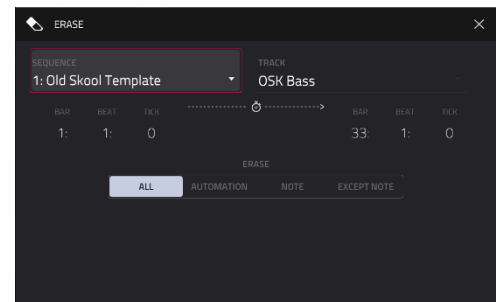 ERASE
SEQUENCE TRACK
1: Old Skool Template OSK Bass
BAR BEAT TICK BAR BEAT TICK
1: 1: 0 33: 1: 0
ERASE
ALL AUTOMATION NOTE EXCEPT NOTE